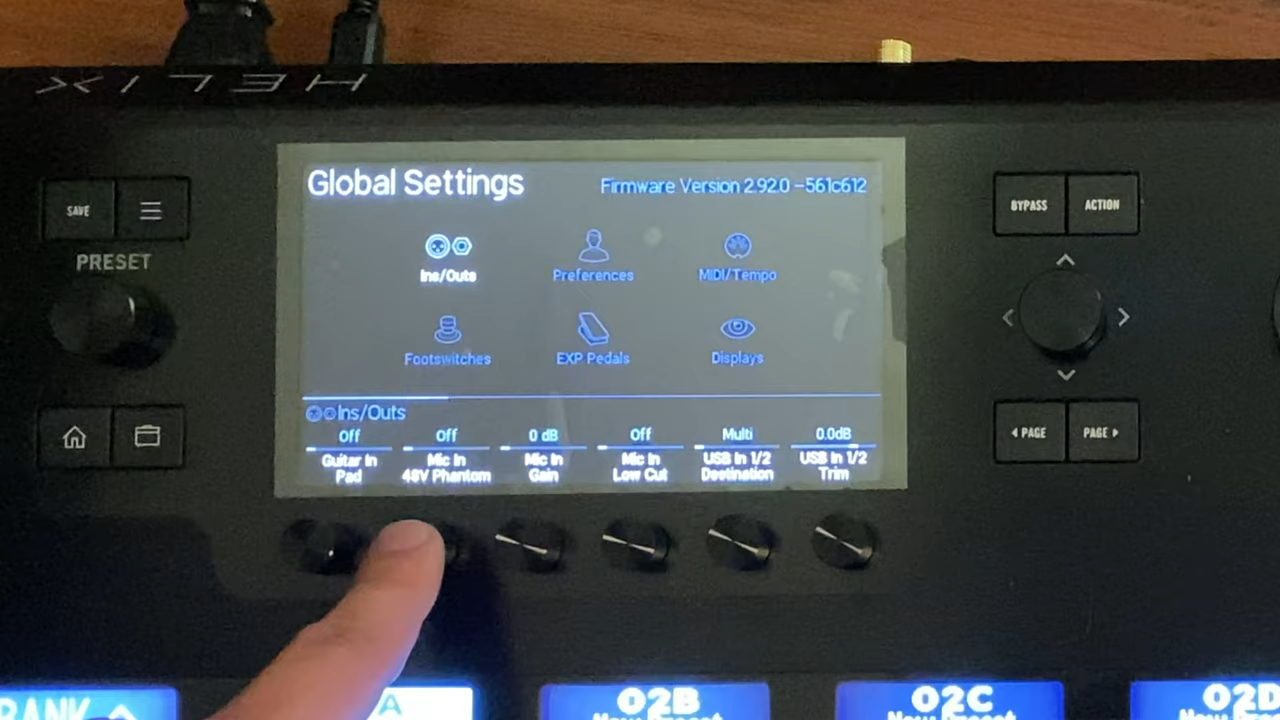 HELIX
Global Settings
Firmware Version 2.92.0 -561c612
SAVE
BYPASS
ACTION
PRESET
Ins/Outs
Preferences
MIDI/Tempo
Footswitches
EXP Pedals
Displays
Ins/Outs
Off
Off
0 dB
Off
Multi
0.0dB
Guitar In
Pad
Mic In
48V Phantom
Mic In
Gain
Mic In
Low Cut
USB In 1/2
Destination
USB In 1/2
Trim
PAGE
PAGE
BANK
A
02B
New Preset
02C
New Preset
02D